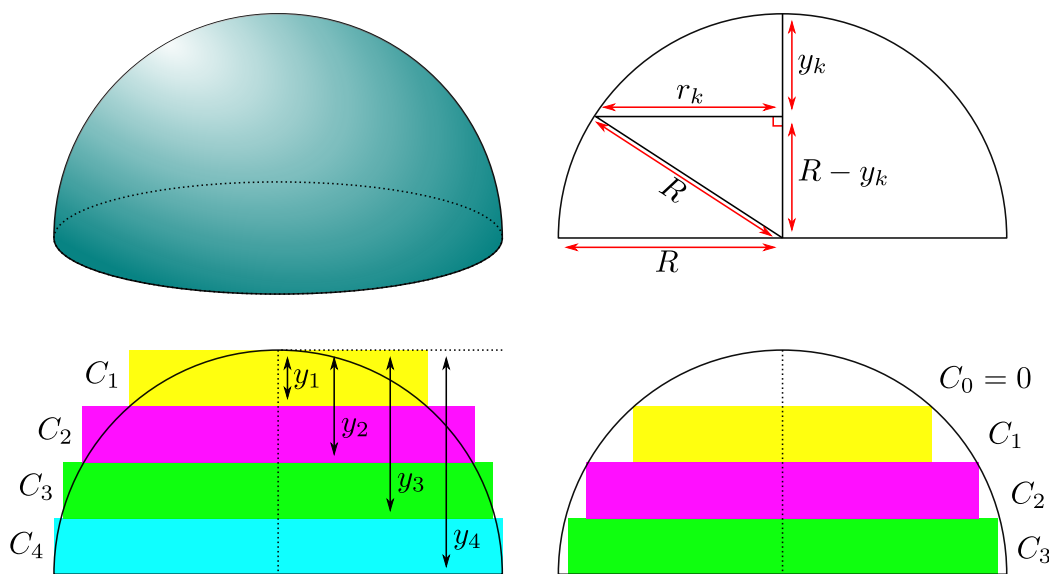 y_k
r_k
R − y_k
R
R
C_1
y_1
C_0 = 0
C_2
y_2
C_1
C_3
y_3
C_2
C_4
y_4
C_3